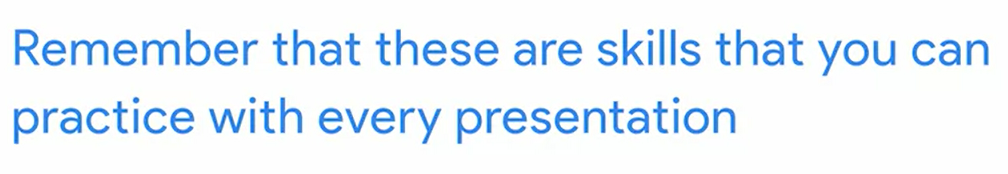 Remember that these are skills that you can
practice with every presentation